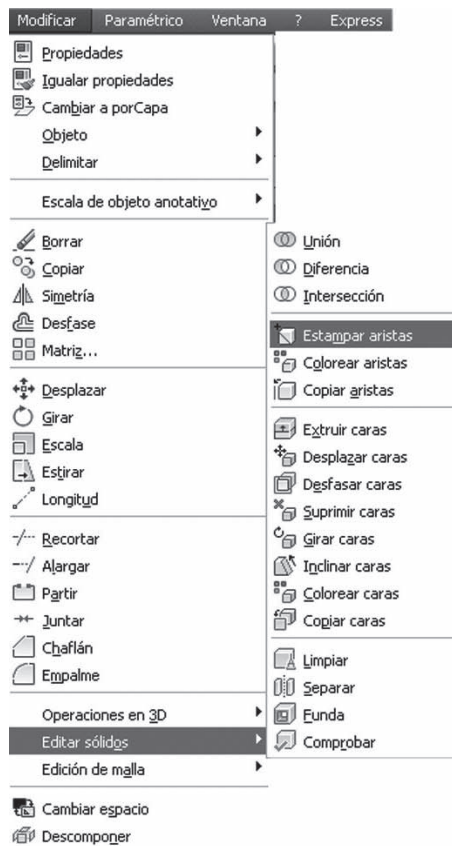 Modificar Paramétrico Ventana ? Express
Propiedades
Igualar propiedades
Cambiar a porCapa
Objeto
Delimitar
Escala de objeto anotativo
Borrar
Copiar
Simetría
Desfase
Matriz...
Desplazar
Girar
Escala
Estirar
Longitud
Recortar
Alargar
Partir
Juntar
Chaflán
Empalme
Operaciones en 3D
Editar sólidos
Edición de malla
Cambiar espacio
Descomponer
Unión
Diferencia
Intersección
Estampar aristas
Colorear aristas
Copiar aristas
Extruir caras
Desplazar caras
Desfasar caras
Suprimir caras
Girar caras
Inclinar caras
Colorear caras
Copiar caras
Limpiar
Separar
Funda
Comprobar